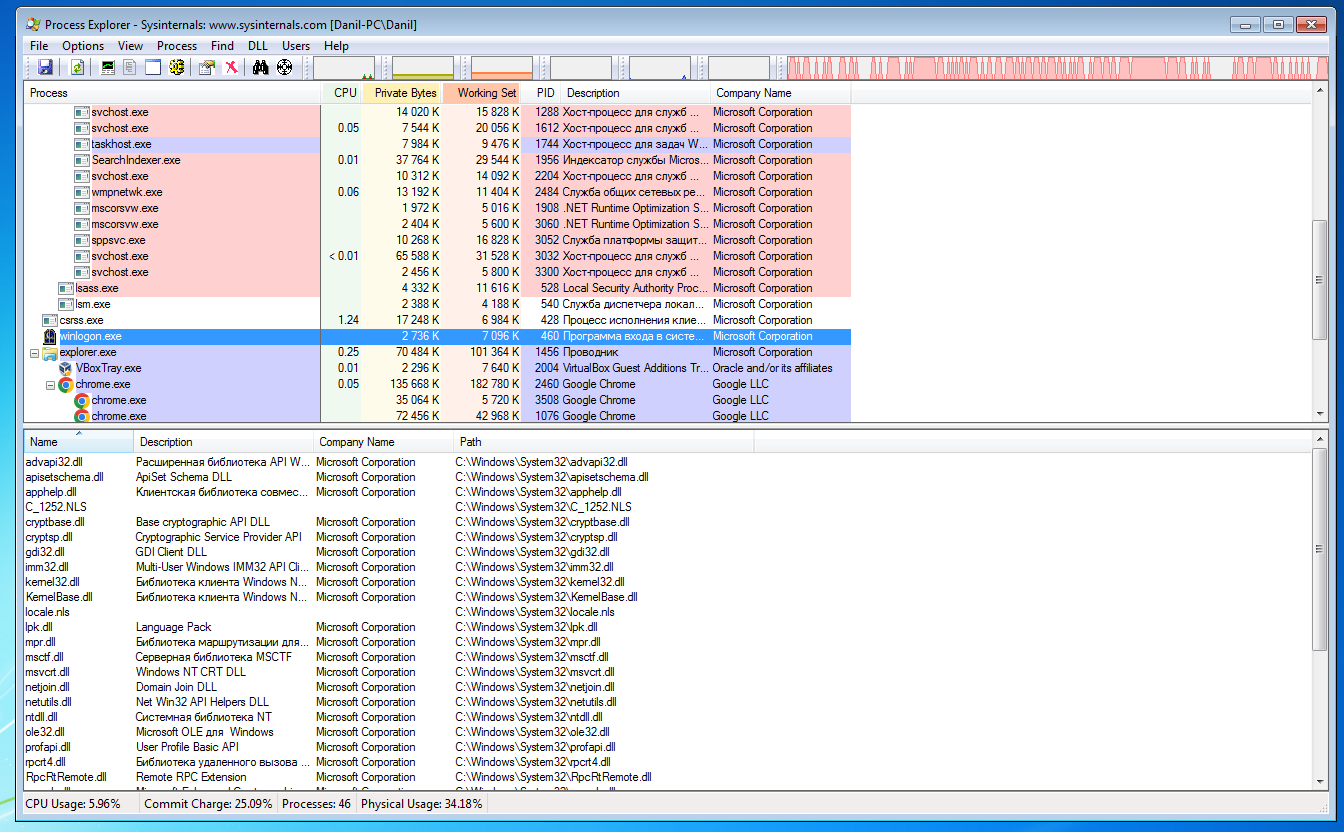 Process Explorer - Sysinternals: www.sysinternals.com [Danil-PC\Danil]
File Options View Process Find DLL Users Help
Process CPU Private Bytes Working Set PID Description Company Name
svchost.exe 14 020 K 15 828 K 1288 Хост-процесс для служб ... Microsoft Corporation
svchost.exe 0.05 7 544 K 20 056 K 1612 Хост-процесс для служб ... Microsoft Corporation
taskhost.exe 7 984 K 9 476 K 1744 Хост-процесс для задач W... Microsoft Corporation
SearchIndexer.exe 0.01 37 764 K 29 544 K 1956 Индексатор службы Micros... Microsoft Corporation
svchost.exe 10 312 K 14 092 K 2204 Хост-процесс для служб ... Microsoft Corporation
wmpnetwk.exe 0.06 13 192 K 11 404 K 2484 Служба общих сетевых ре... Microsoft Corporation
mscorsvw.exe 1 972 K 5 016 K 1908 .NET Runtime Optimization S... Microsoft Corporation
mscorsvw.exe 2 404 K 5 600 K 3060 .NET Runtime Optimization S... Microsoft Corporation
sppsvc.exe 10 268 K 16 828 K 3052 Служба платформы защит... Microsoft Corporation
svchost.exe < 0.01 65 588 K 31 528 K 3032 Хост-процесс для служб ... Microsoft Corporation
svchost.exe 2 456 K 5 800 K 3300 Хост-процесс для служб ... Microsoft Corporation
lsass.exe 4 332 K 11 616 K 528 Local Security Authority Proc... Microsoft Corporation
lsm.exe 2 388 K 4 188 K 540 Служба диспетчера локал... Microsoft Corporation
csrss.exe 1.24 17 248 K 6 984 K 428 Процесс исполнения клие... Microsoft Corporation
winlogon.exe 2 736 K 7 096 K 460 Программа входа в систе... Microsoft Corporation
explorer.exe 0.25 70 484 K 101 364 K 1456 Проводник Microsoft Corporation
VBoxTray.exe 0.01 2 296 K 7 640 K 2004 VirtualBox Guest Additions Tr... Oracle and/or its affiliates
chrome.exe 0.05 135 668 K 182 780 K 2460 Google Chrome Google LLC
chrome.exe 35 064 K 5 720 K 3508 Google Chrome Google LLC
chrome.exe 72 456 K 42 968 K 1076 Google Chrome Google LLC
Name Description Company Name Path
advapi32.dll Расширенная библиотека API W... Microsoft Corporation C:\Windows\System32\advapi32.dll
apisetschema.dll ApiSet Schema DLL Microsoft Corporation C:\Windows\System32\apisetschema.dll
apphelp.dll Клиентская библиотека совмес... Microsoft Corporation C:\Windows\System32\apphelp.dll
C_1252.NLS C:\Windows\System32\C_1252.NLS
cryptbase.dll Base cryptographic API DLL Microsoft Corporation C:\Windows\System32\cryptbase.dll
cryptsp.dll Cryptographic Service Provider API Microsoft Corporation C:\Windows\System32\cryptsp.dll
gdi32.dll GDI Client DLL Microsoft Corporation C:\Windows\System32\gdi32.dll
imm32.dll Multi-User Windows IMM32 API Cli... Microsoft Corporation C:\Windows\System32\imm32.dll
kernel32.dll Библиотека клиента Windows N... Microsoft Corporation C:\Windows\System32\kernel32.dll
KernelBase.dll Библиотека клиента Windows N... Microsoft Corporation C:\Windows\System32\KernelBase.dll
locale.nls C:\Windows\System32\locale.nls
lpk.dll Language Pack Microsoft Corporation C:\Windows\System32\lpk.dll
mpr.dll Библиотека маршрутизации для... Microsoft Corporation C:\Windows\System32\mpr.dll
msctf.dll Серверная библиотека MSCTF Microsoft Corporation C:\Windows\System32\msctf.dll
msvcrt.dll Windows NT CRT DLL Microsoft Corporation C:\Windows\System32\msvcrt.dll
netjoin.dll Domain Join DLL Microsoft Corporation C:\Windows\System32\netjoin.dll
netutils.dll Net Win32 API Helpers DLL Microsoft Corporation C:\Windows\System32\netutils.dll
ntdll.dll Системная библиотека NT Microsoft Corporation C:\Windows\System32\ntdll.dll
ole32.dll Microsoft OLE для Windows Microsoft Corporation C:\Windows\System32\ole32.dll
profapi.dll User Profile Basic API Microsoft Corporation C:\Windows\System32\profapi.dll
rpcrt4.dll Библиотека удаленного вызова ... Microsoft Corporation C:\Windows\System32\rpcrt4.dll
RpcRtRemote.dll Remote RPC Extension Microsoft Corporation C:\Windows\System32\RpcRtRemote.dll
CPU Usage: 5.96% Commit Charge: 25.09% Processes: 46 Physical Usage: 34.18%